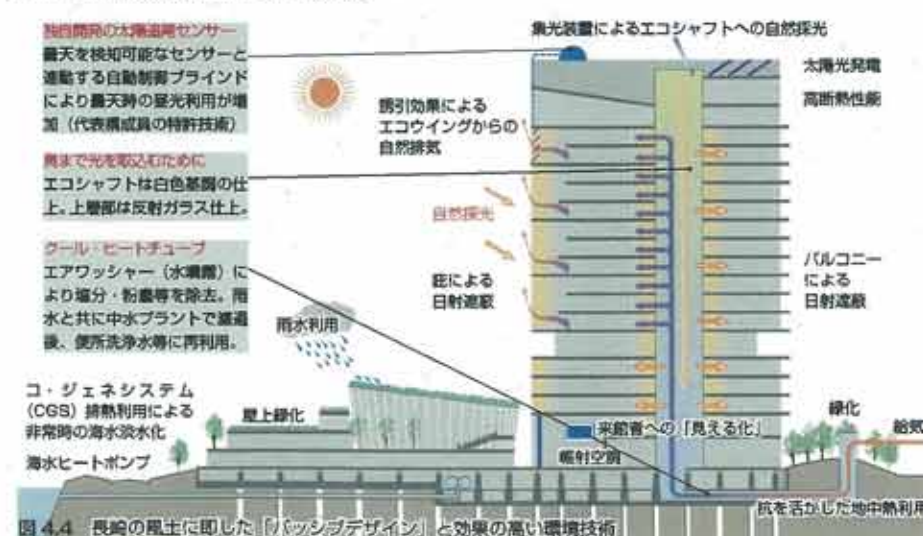 独自開発の太陽追尾センサー
曇天を検知可能なセンサーと
連動する自動制御ブラインド
により曇天時の昼光利用が増
加（代表構成員の特許技術）
奥まで光を取込むために
エコシャフトは白色基調の仕
上。上層部は反射ガラス仕上。
クール・ヒートチューブ
エアワッシャー（水噴霧）に
より塩分・粉塵等を除去。雨
水と共に中水プラントで濾過
後、便所洗浄水等に再利用。
集光装置によるエコシャフトへの自然採光
太陽光発電
高断熱性能
誘引効果による
エコウイングからの
自然排気
自然採光
庇による
日射遮蔽
バルコニー
による
日射遮蔽
雨水利用
コ・ジェネシステム
（CGS）排熱利用による
非常時の海水淡水化
屋上緑化
海水ヒートポンプ
来館者への「見える化」
輻射空調
緑化
給気
杭を活かした地中熱利用
図4.4 長崎の風土に即した「パッシブデザイン」と効果の高い環境技術